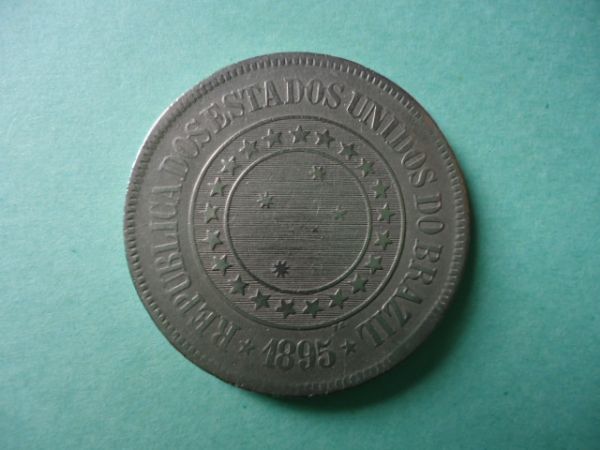 REPUBLICA DOS ESTADOS UNIDOS DO BRAZIL
1895